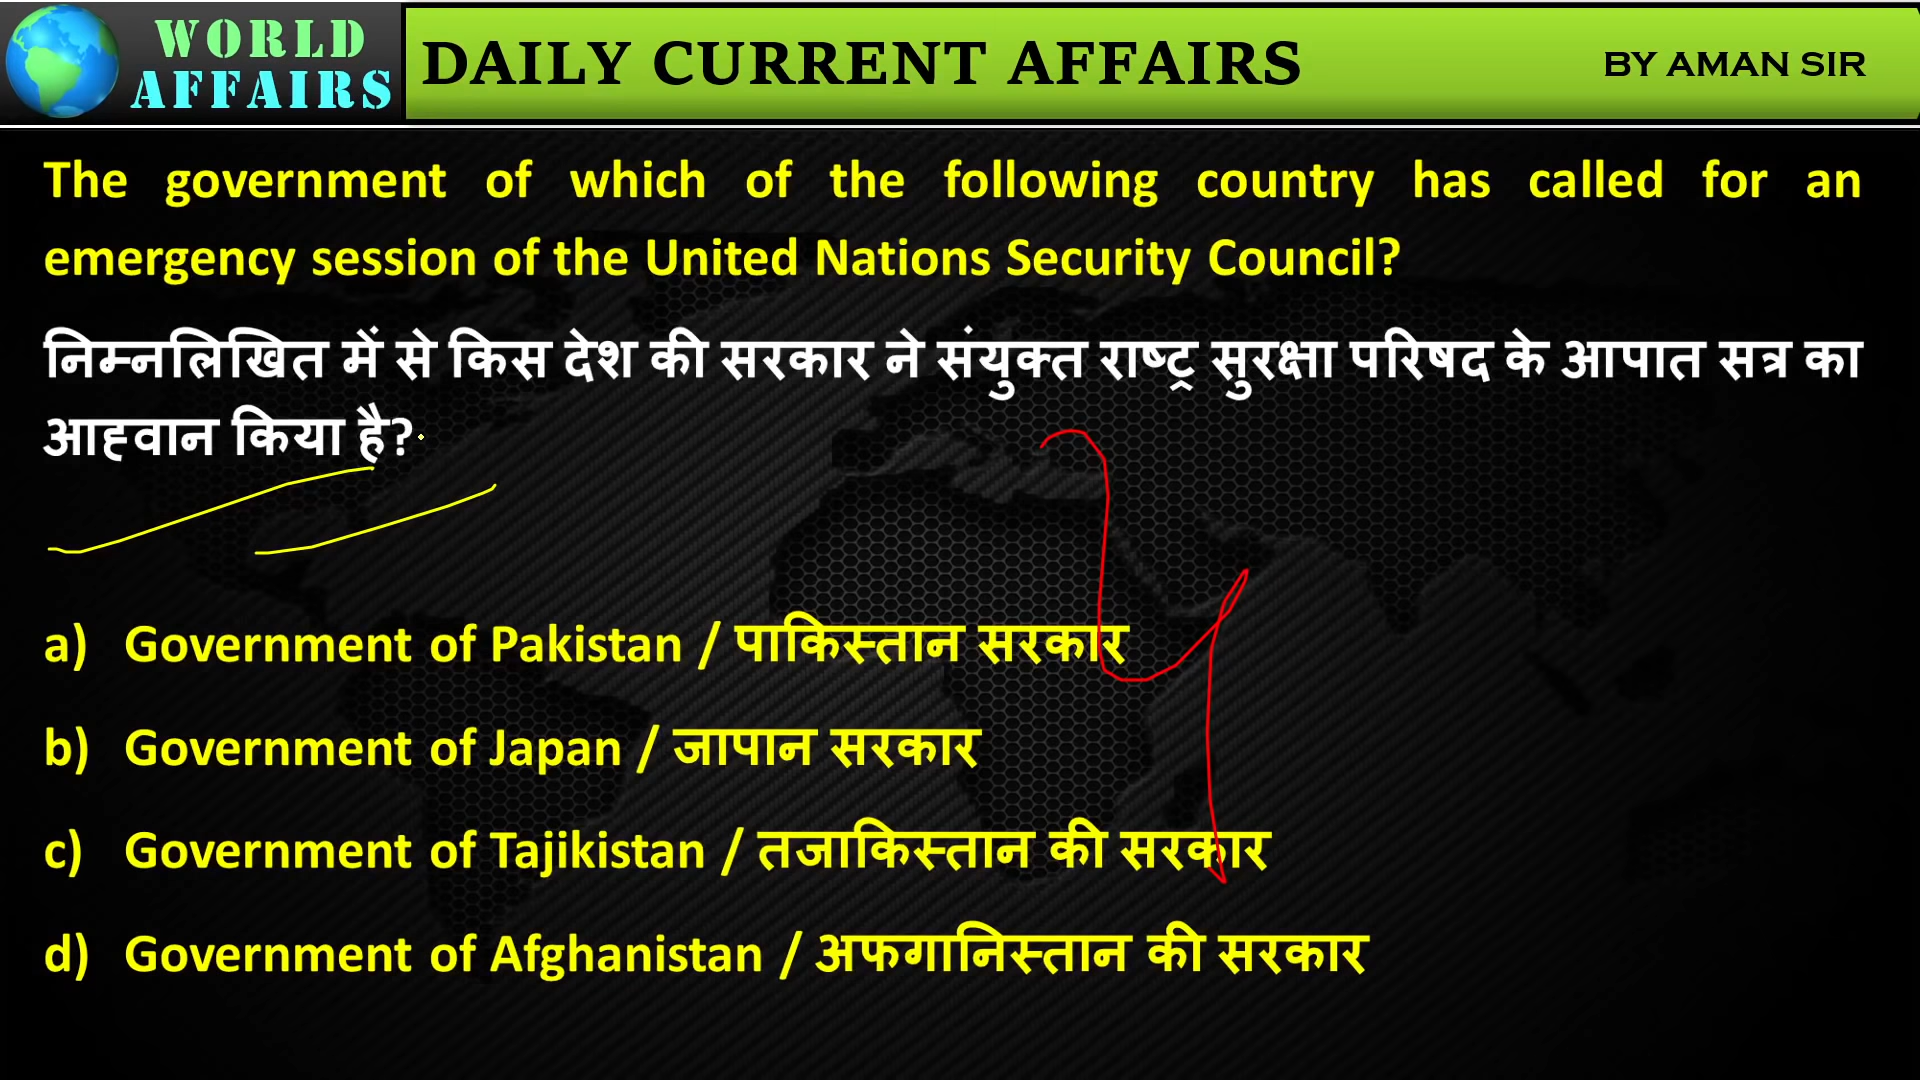 WORLD
AFFAIRS
DAILY CURRENT AFFAIRS
BY AMAN SIR
The government of which of the following country has called for an
emergency session of the United Nations Security Council?
निम्नलिखित में से किस देश की सरकार ने संयुक्त राष्ट्र सुरक्षा परिषद के आपात सत्र का
आह्वान किया है?
a) Government of Pakistan / पाकिस्तान सरकार
b) Government of Japan / जापान सरकार
c) Government of Tajikistan / तजाकिस्तान की सरकार
d) Government of Afghanistan / अफगानिस्तान की सरकार